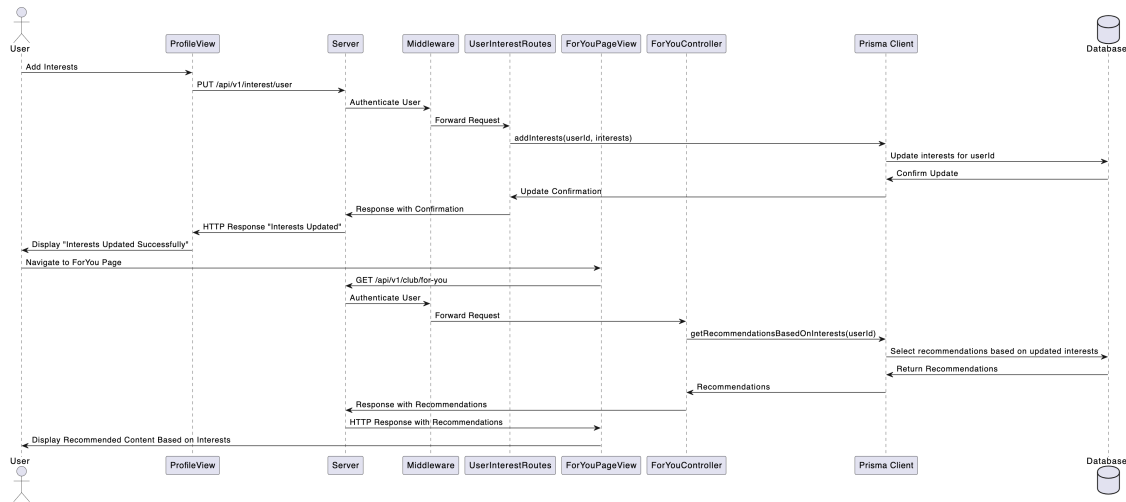 User
ProfileView
Server
Middleware
UserInterestRoutes
ForYouPageView
ForYouController
Prisma Client
Database
Add Interests
PUT /api/v1/interest/user
Authenticate User
Forward Request
addInterests(userId, interests)
Update interests for userId
Confirm Update
Update Confirmation
Response with Confirmation
HTTP Response "Interests Updated"
Display "Interests Updated Successfully"
Navigate to ForYou Page
GET /api/v1/club/for-you
Authenticate User
Forward Request
getRecommendationsBasedOnInterests(userId)
Select recommendations based on updated interests
Return Recommendations
Recommendations
Response with Recommendations
HTTP Response with Recommendations
Display Recommended Content Based on Interests
User
ProfileView
Server
Middleware
UserInterestRoutes
ForYouPageView
ForYouController
Prisma Client
Database